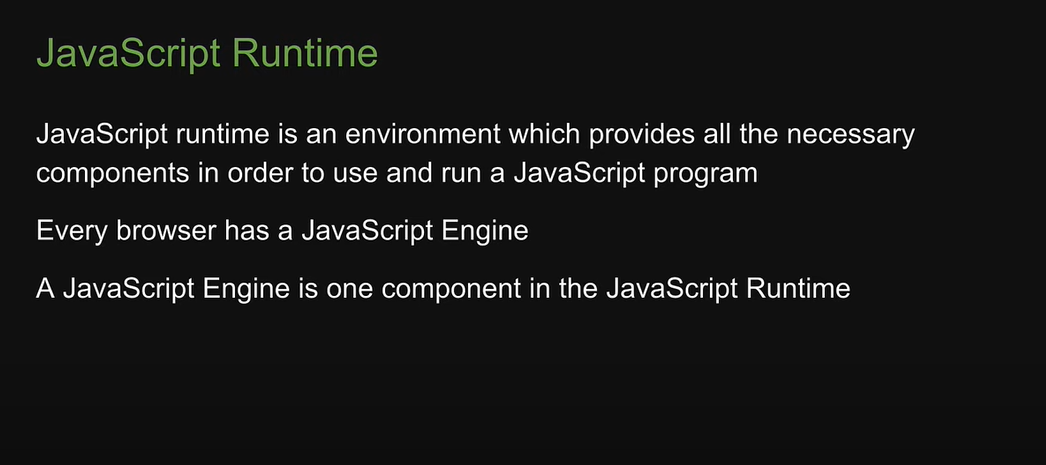 JavaScript Runtime
JavaScript runtime is an environment which provides all the necessary
components in order to use and run a JavaScript program
Every browser has a JavaScript Engine
A JavaScript Engine is one component in the JavaScript Runtime